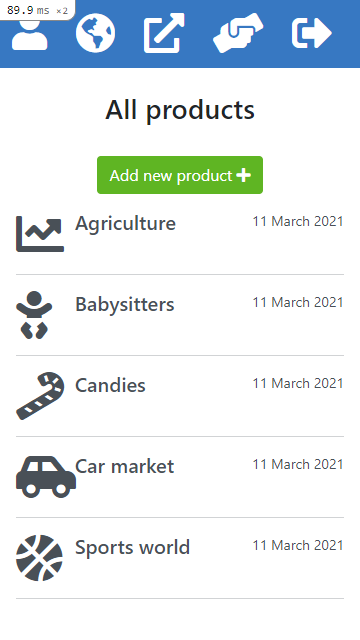 89.9 ms ×2
All products
Add new product
Agriculture 11 March 2021
Babysitters 11 March 2021
Candies 11 March 2021
Car market 11 March 2021
Sports world 11 March 2021